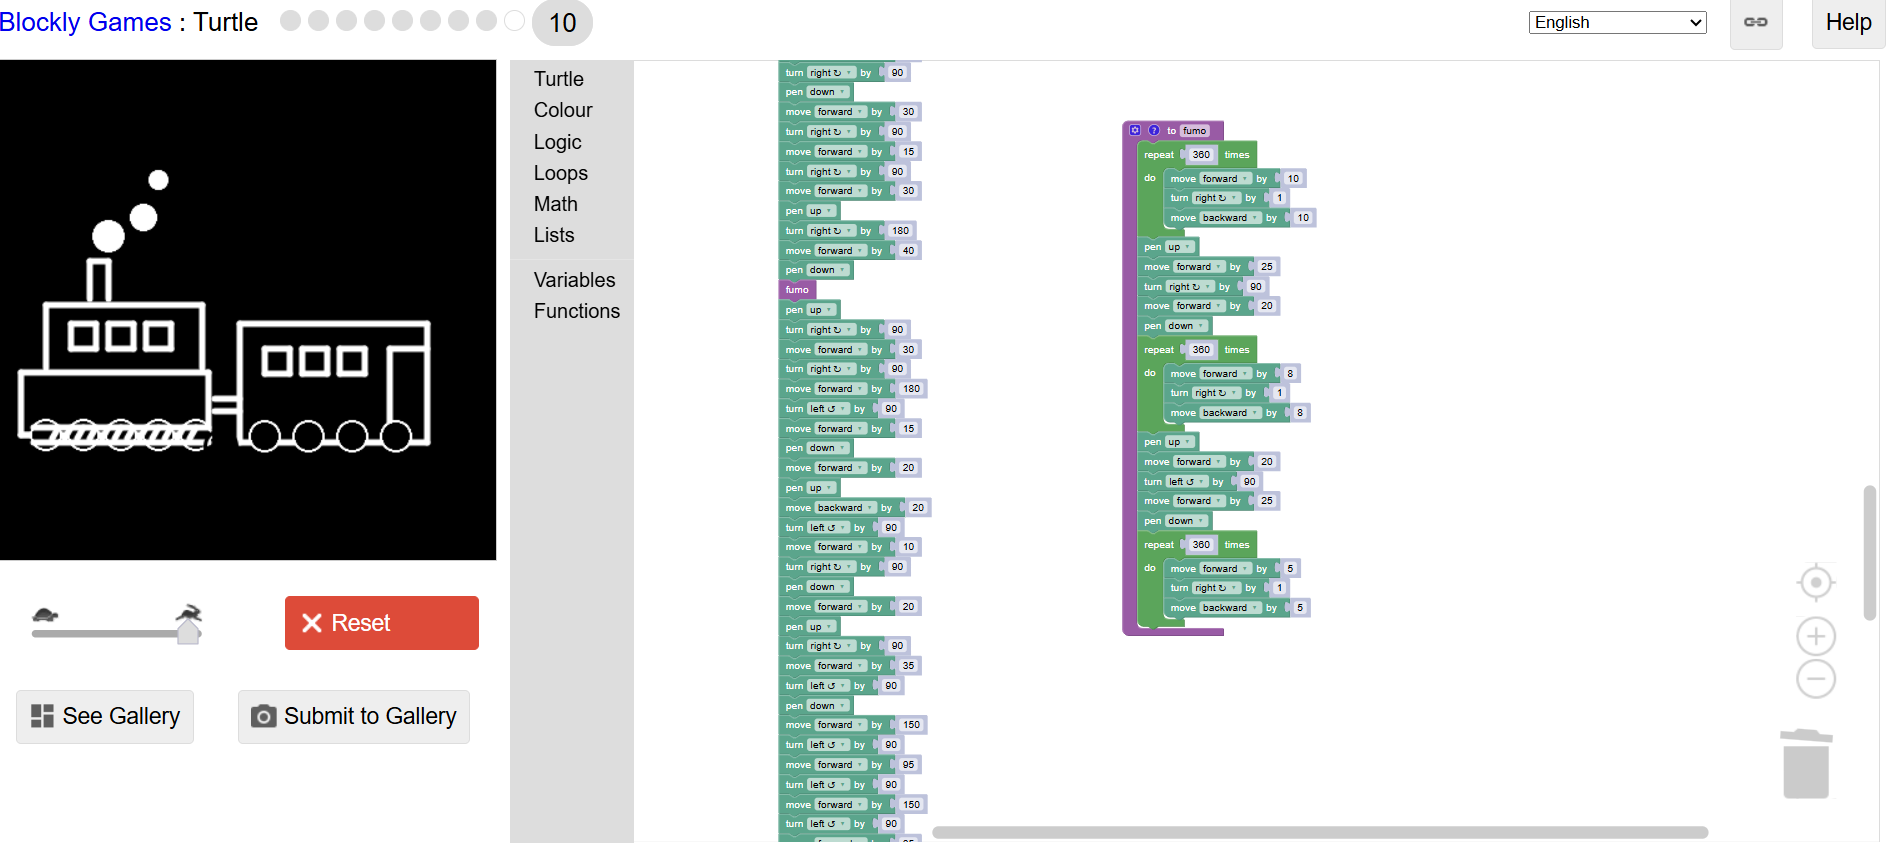 Blockly Games : Turtle 10
English
Help
Turtle
Colour
Logic
Loops
Math
Lists
Variables
Functions
Reset
See Gallery
Submit to Gallery
turn right ↻ by 90
pen down
move forward by 30
turn right ↻ by 90
move forward by 15
turn right ↻ by 90
move forward by 30
pen up
turn right ↻ by 180
move forward by 40
pen down
fumo
pen up
turn right ↻ by 90
move forward by 30
turn right ↻ by 90
move forward by 180
turn left ↺ by 90
move forward by 15
pen down
move forward by 20
pen up
move backward by 20
turn left ↺ by 90
move forward by 10
turn right ↻ by 90
pen down
move forward by 20
pen up
turn right ↻ by 90
move forward by 35
turn left ↺ by 90
pen down
move forward by 150
turn left ↺ by 90
move forward by 95
turn left ↺ by 90
move forward by 150
turn left ↺ by 90
? to fumo
repeat 360 times
do move forward by 10
turn right ↻ by 1
move backward by 10
pen up
move forward by 25
turn right ↻ by 90
move forward by 20
pen down
repeat 360 times
do move forward by 8
turn right ↻ by 1
move backward by 8
pen up
move forward by 20
turn left ↺ by 90
move forward by 25
pen down
repeat 360 times
do move forward by 5
turn right ↻ by 1
move backward by 5